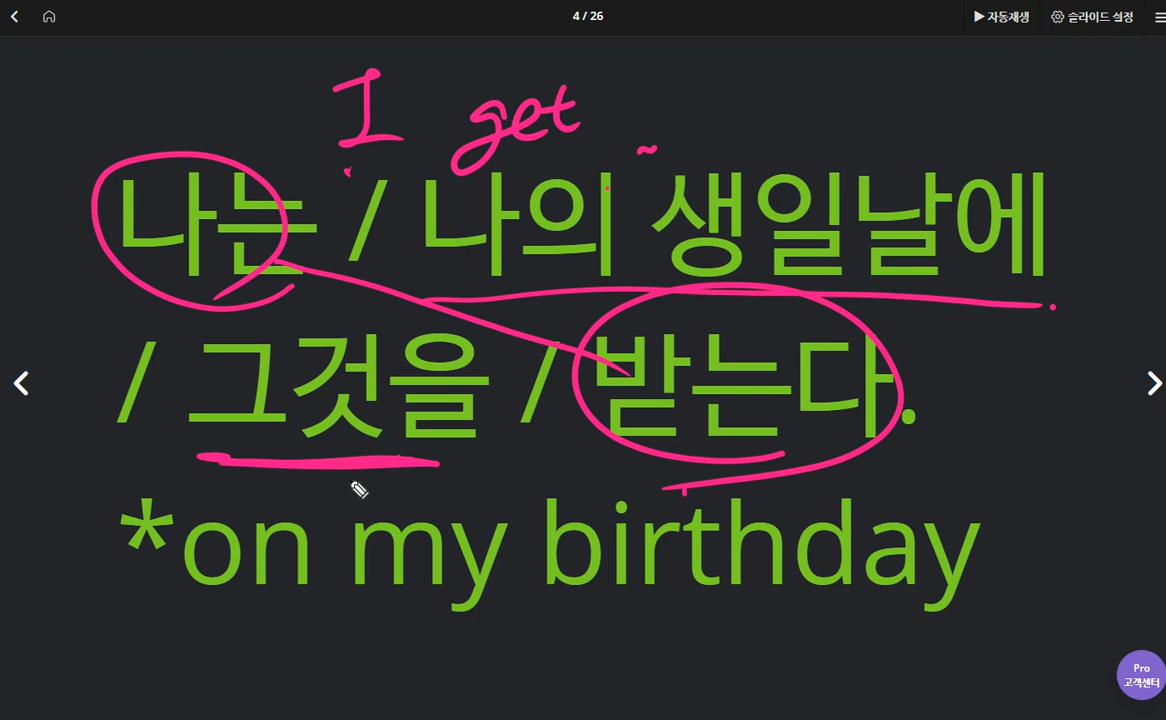 4 / 26
자동재생
슬라이드 설정
I get ~
나는 / 나의 생일날에
/ 그것을 / 받는다.
*on my birthday
Pro
고객센터